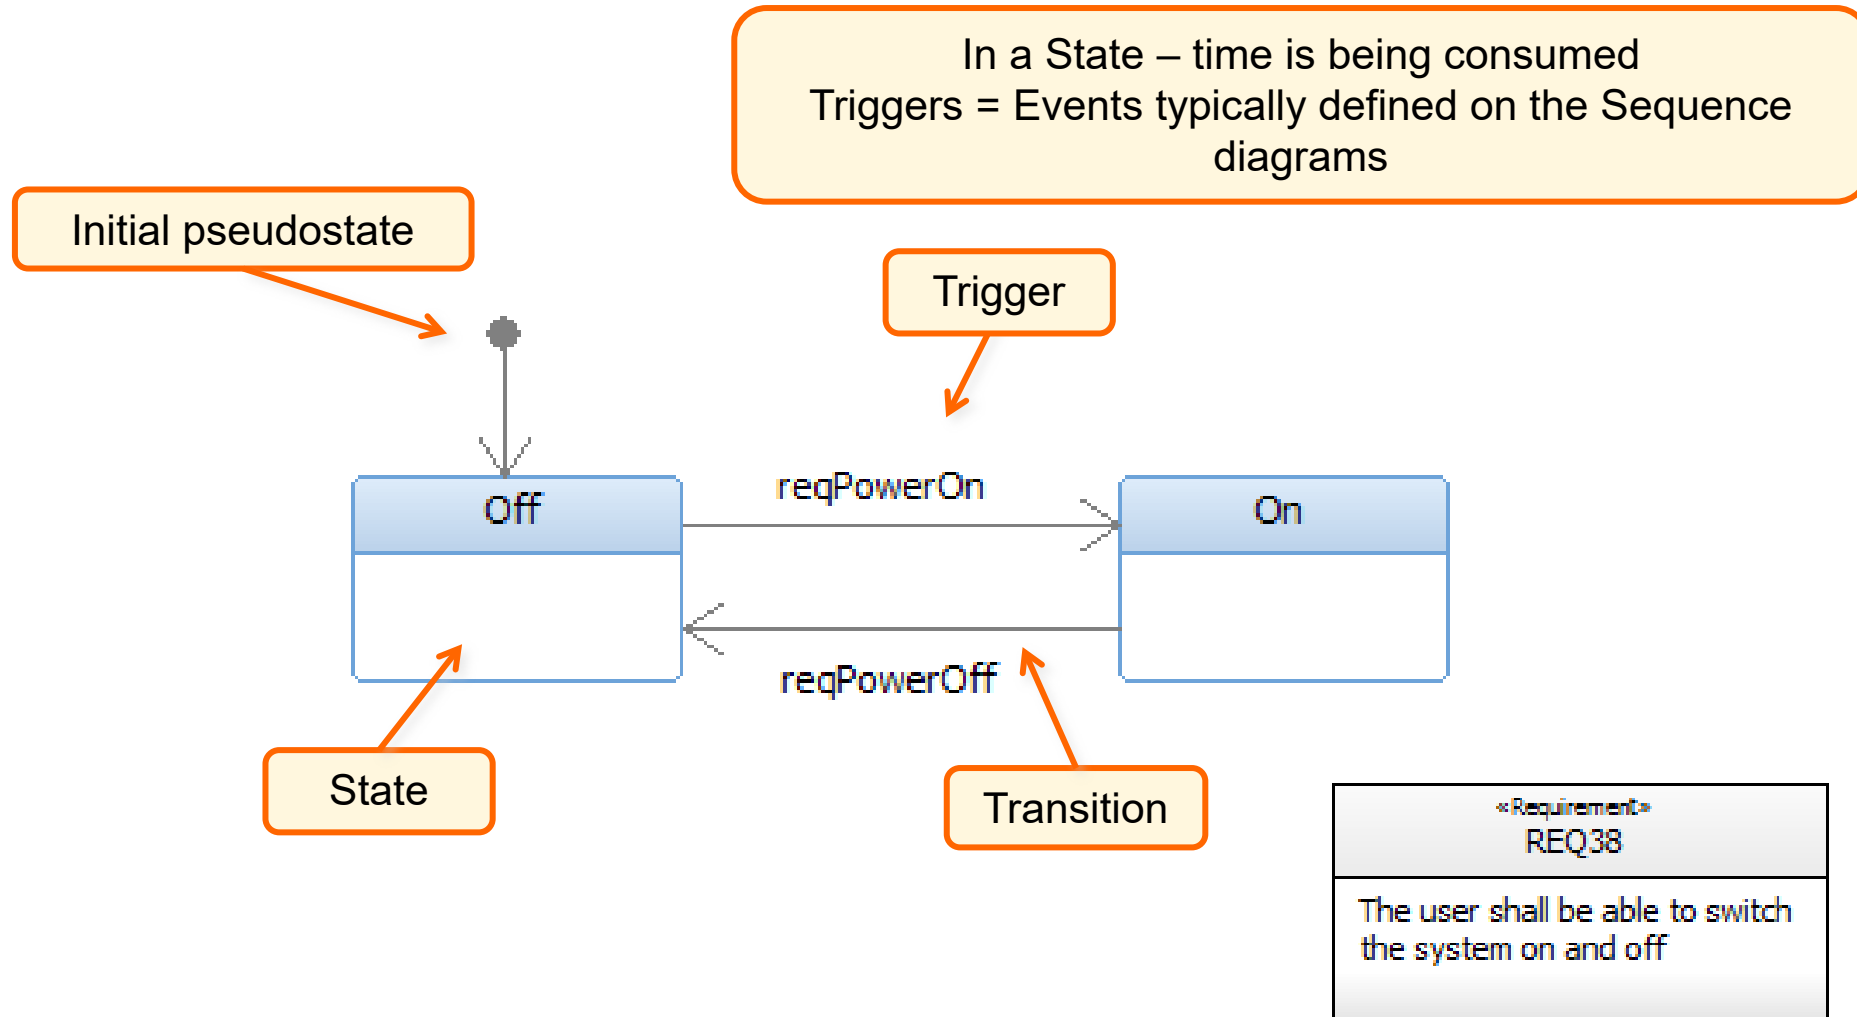 In a State – time is being consumed
Triggers = Events typically defined on the Sequence
diagrams
Initial pseudostate
Trigger
reqPowerOn
Off
On
reqPowerOff
State
Transition
«Requirement»
REQ38
The user shall be able to switch
the system on and off